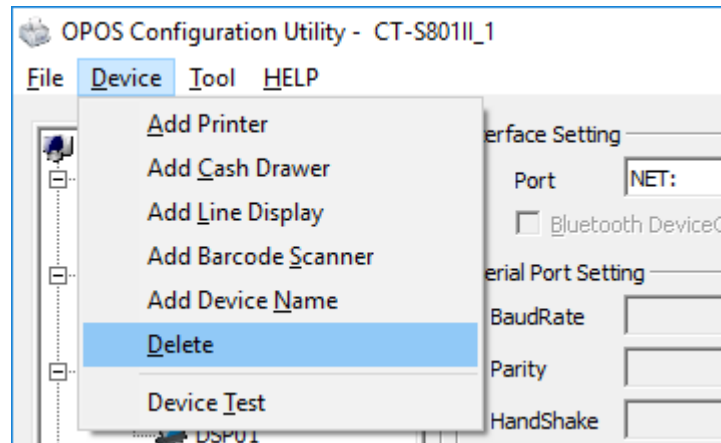 OPOS Configuration Utility - CT-S801II_1
File Device Tool HELP
Add Printer
Add Cash Drawer
Add Line Display
Add Barcode Scanner
Add Device Name
Delete
Device Test
erface Setting
Port NET:
Bluetooth Device
erial Port Setting
BaudRate
Parity
HandShake
DSPU1